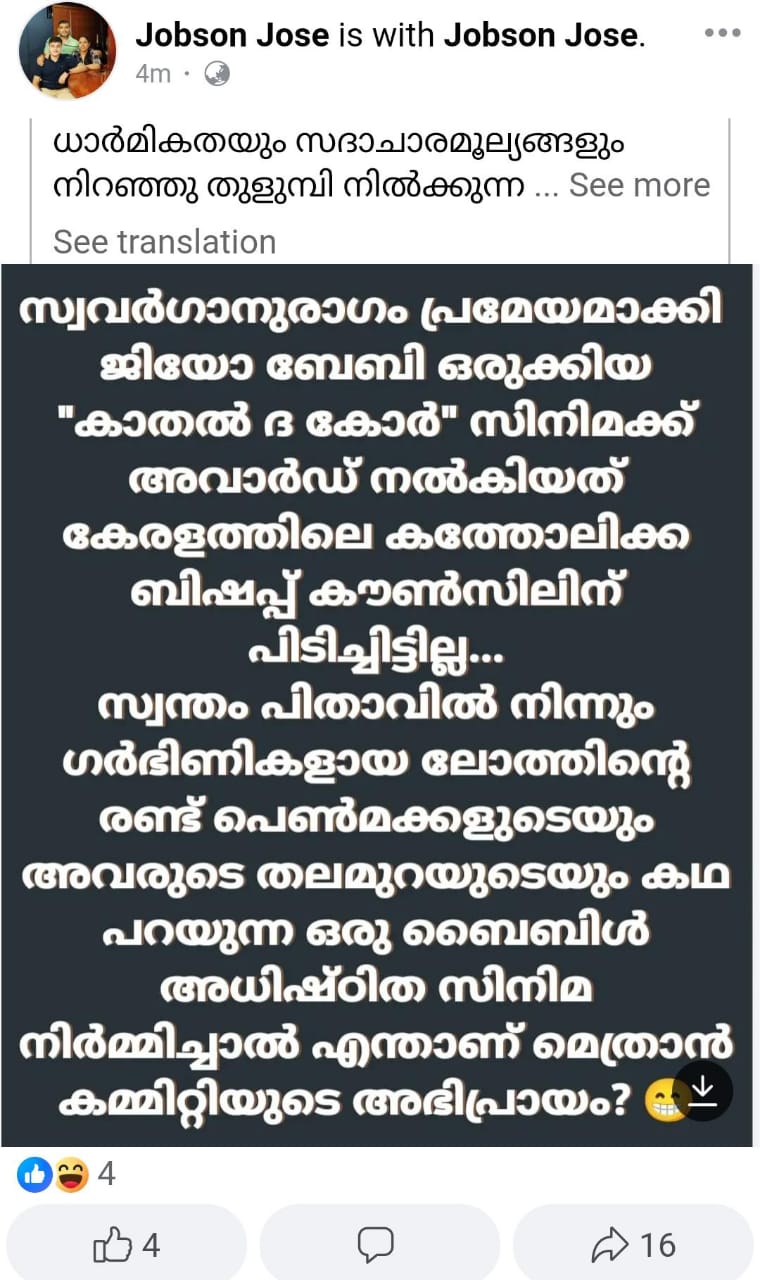 Jobson Jose is with Jobson Jose.
4m ·
ധാർമികതയും സദാചാരമൂല്യങ്ങളും
നിറഞ്ഞു തുളുമ്പി നിൽക്കുന്ന ... See more
See translation
സ്വവർഗാനുരാഗം പ്രമേയമാക്കി
ജിയോ ബേബി ഒരുക്കിയ
"കാതൽ ദ കോർ" സിനിമക്ക്
അവാർഡ് നൽകിയത്
കേരളത്തിലെ കത്തോലിക്ക
ബിഷപ്പ് കൗൺസിലിന്
പിടിച്ചിട്ടില്ല...
സ്വന്തം പിതാവിൽ നിന്നും
ഗർഭിണികളായ ലോത്തിന്റെ
രണ്ട് പെൺമക്കളുടെയും
അവരുടെ തലമുറയുടെയും കഥ
പറയുന്ന ഒരു ബൈബിൾ
അധിഷ്ഠിത സിനിമ
നിർമ്മിച്ചാൽ എന്താണ് മെത്രാൻ
കമ്മിറ്റിയുടെ അഭിപ്രായം? 😁
4
4 16